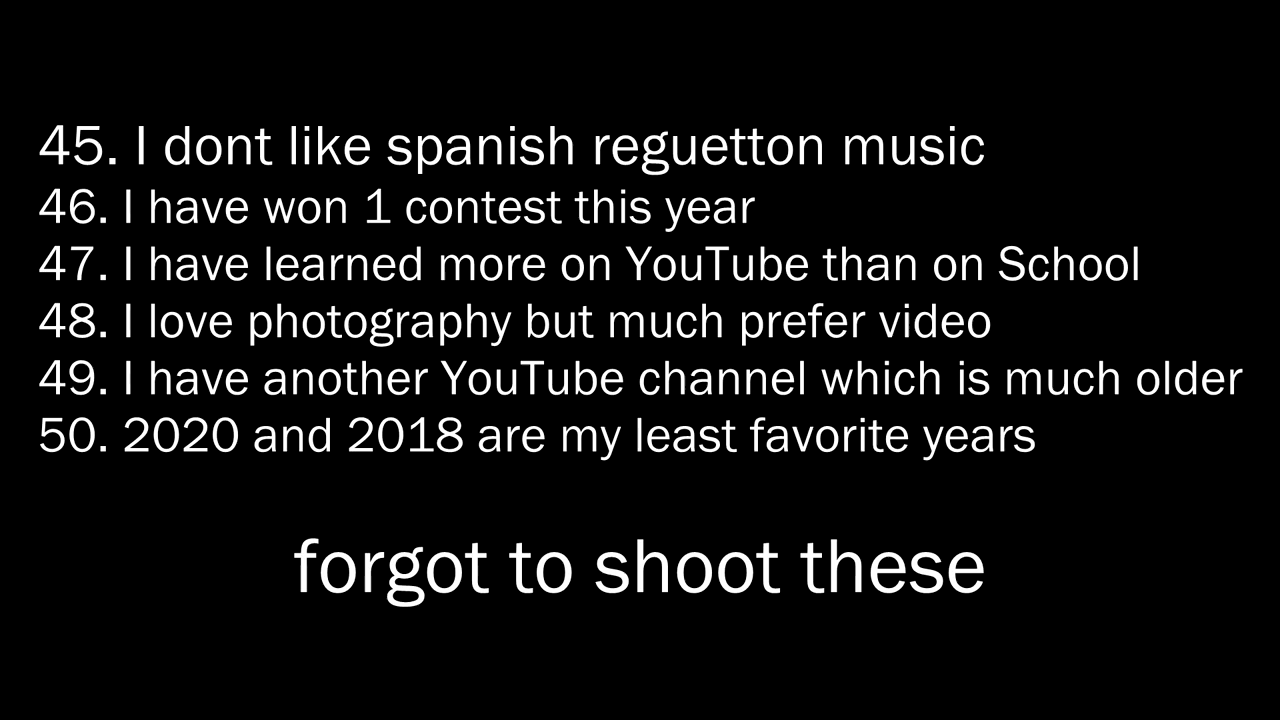 45. I dont like spanish reguetton music
46. I have won 1 contest this year
47. I have learned more on YouTube than on School
48. I love photography but much prefer video
49. I have another YouTube channel which is much older
50. 2020 and 2018 are my least favorite years
forgot to shoot these